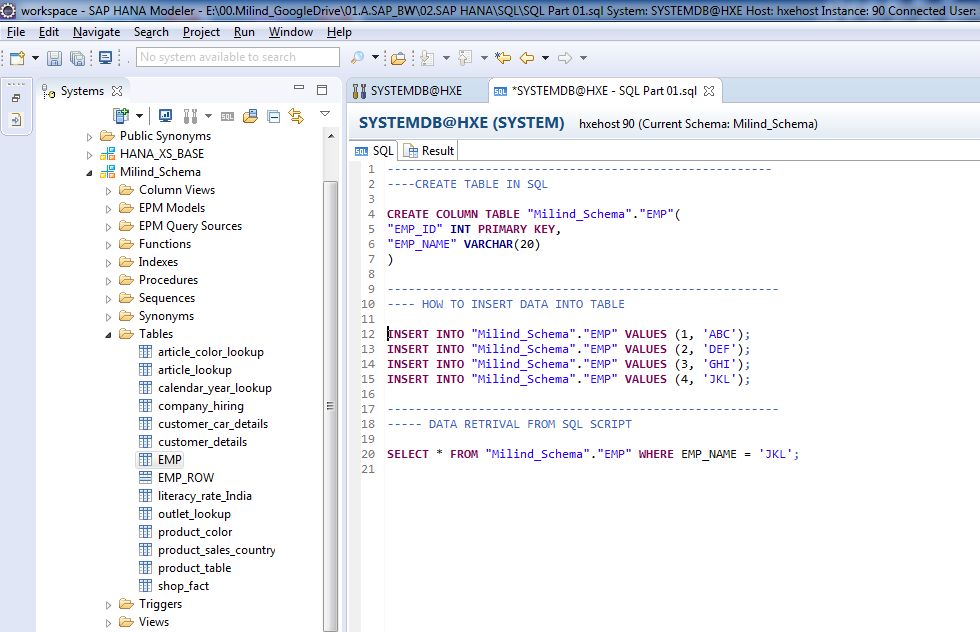 workspace - SAP HANA Modeler - E:\00.Milind_GoogleDrive\01.A.SAP_BW\02.SAP HANA\SQL\SQL Part 01.sql System: SYSTEMDB@HXE Host: hxehost Instance: 90 Connected User:
File Edit Navigate Search Project Run Window Help
No system available to search
Systems
SYSTEMDB@HXE
SQL *SYSTEMDB@HXE - SQL Part 01.sql
SQL
SYSTEMDB@HXE (SYSTEM) hxehost 90 (Current Schema: Milind_Schema)
SQL SQL Result
Public Synonyms
HANA_XS_BASE
Milind_Schema
Column Views
EPM Models
EPM Query Sources
Functions
Indexes
Procedures
Sequences
Synonyms
Tables
article_color_lookup
article_lookup
calendar_year_lookup
company_hiring
customer_car_details
customer_details
EMP
EMP_ROW
literacy_rate_India
outlet_lookup
product_color
product_sales_country
product_table
shop_fact
Triggers
Views
1 -------------------------------------------------------
2 ----CREATE TABLE IN SQL
3
4 CREATE COLUMN TABLE "Milind_Schema"."EMP"(
5 "EMP_ID" INT PRIMARY KEY,
6 "EMP_NAME" VARCHAR(20)
7 )
8
9 --------------------------------------------------------
10 ---- HOW TO INSERT DATA INTO TABLE
11
12 INSERT INTO "Milind_Schema"."EMP" VALUES (1, 'ABC');
13 INSERT INTO "Milind_Schema"."EMP" VALUES (2, 'DEF');
14 INSERT INTO "Milind_Schema"."EMP" VALUES (3, 'GHI');
15 INSERT INTO "Milind_Schema"."EMP" VALUES (4, 'JKL');
16
17 --------------------------------------------------------
18 ----- DATA RETRIVAL FROM SQL SCRIPT
19
20 SELECT * FROM "Milind_Schema"."EMP" WHERE EMP_NAME = 'JKL';
21